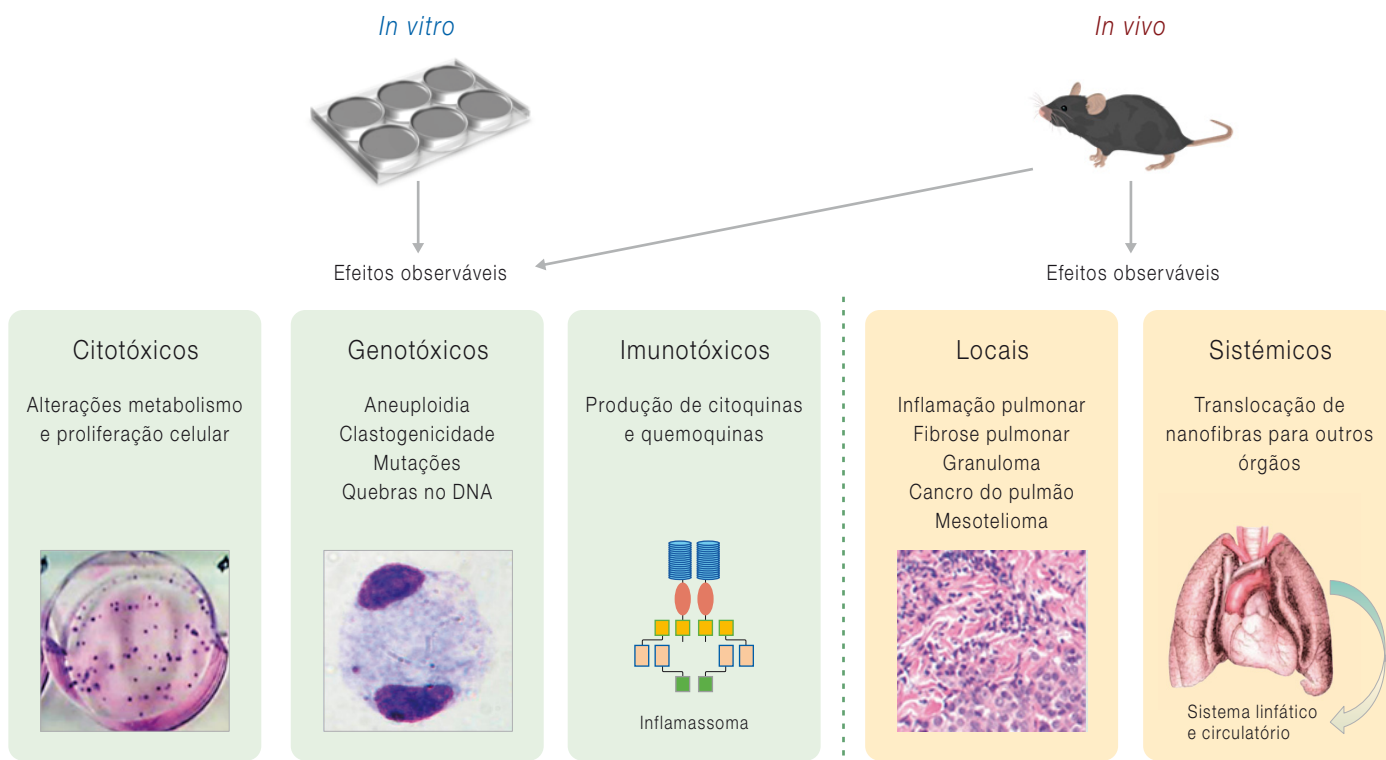 In vitro
In vivo
Efeitos observáveis
Efeitos observáveis
Citotóxicos
Alterações metabolismo
e proliferação celular
Genotóxicos
Aneuploidia
Clastogenicidade
Mutações
Quebras no DNA
Imunotóxicos
Produção de citoquinas
e quemoquinas
Inflamassoma
Locais
Inflamação pulmonar
Fibrose pulmonar
Granuloma
Cancro do pulmão
Mesotelioma
Sistémicos
Translocação de
nanofibras para outros
órgãos
Sistema linfático
e circulatório